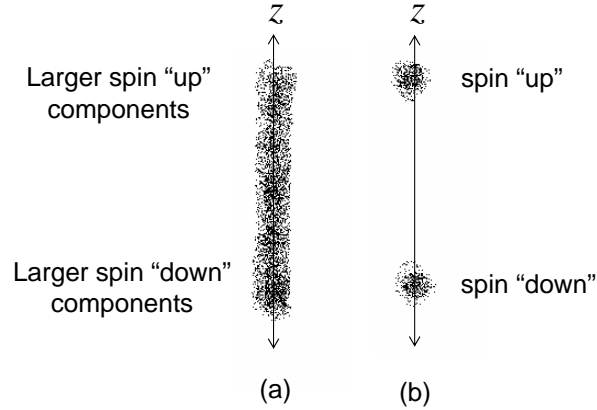 z
z
Larger spin “up”
components
spin “up”
Larger spin “down”
components
spin “down”
(a)
(b)